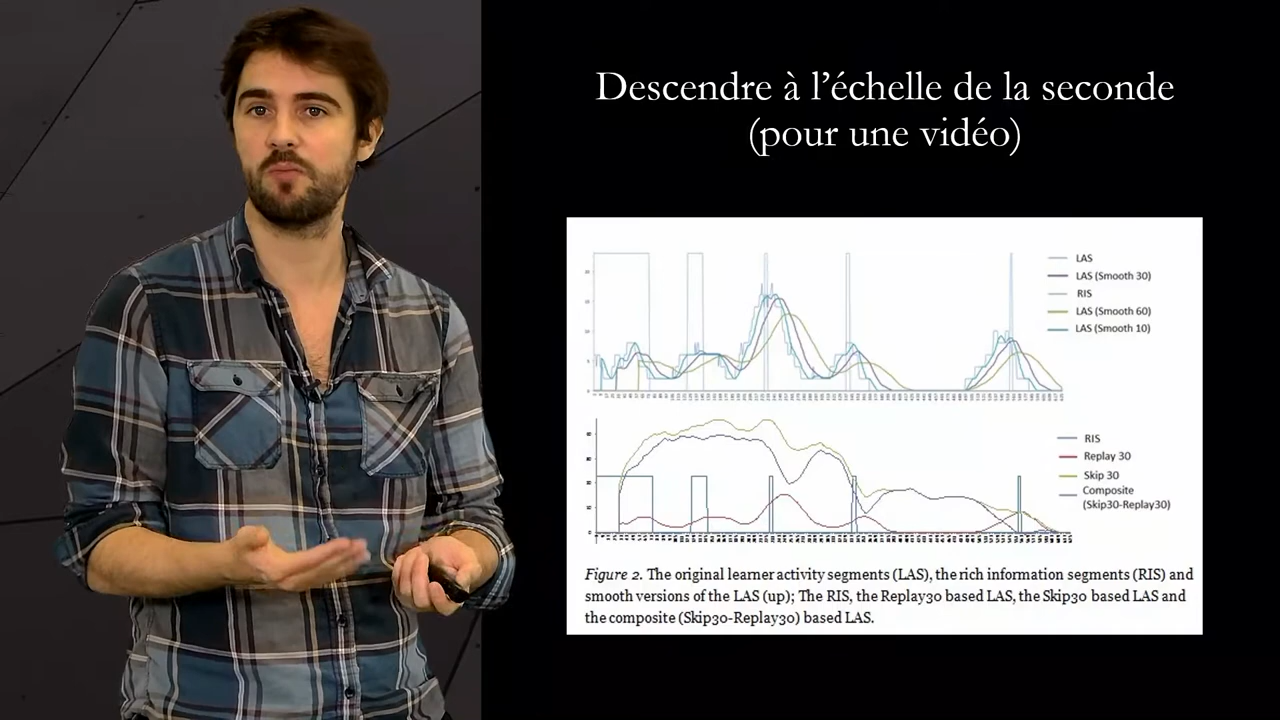 Descendre à l’échelle de la seconde
(pour une vidéo)
LAS
LAS (Smooth 30)
RIS
LAS (Smooth 60)
LAS (Smooth 10)
RIS
Replay 30
Skip 30
Composite
(Skip30-Replay30)
Figure 2. The original learner activity segments (LAS), the rich information segments (RIS) and
smooth versions of the LAS (up); The RIS, the Replay30 based LAS, the Skip30 based LAS and
the composite (Skip30-Replay30) based LAS.